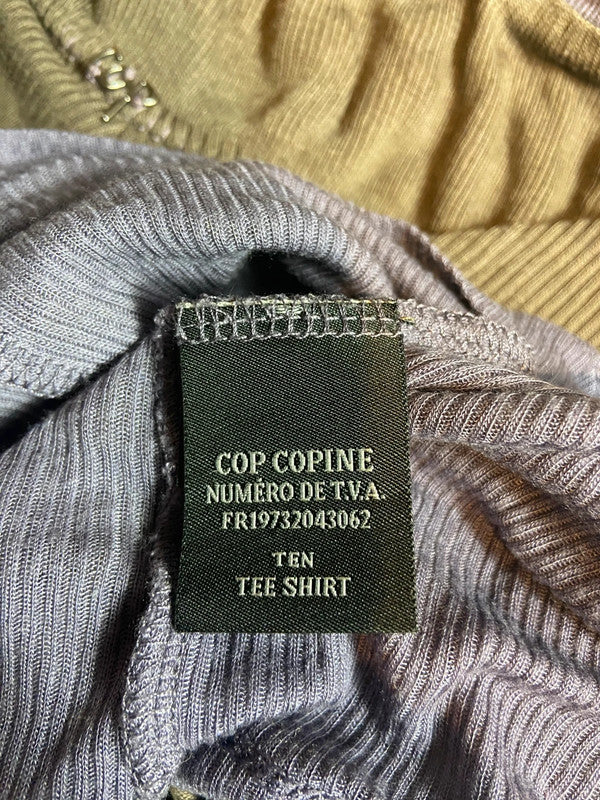 COP COPINE
NUMÉRO DE T.V.A.
FR19732043062
TEN
TEE SHIRT